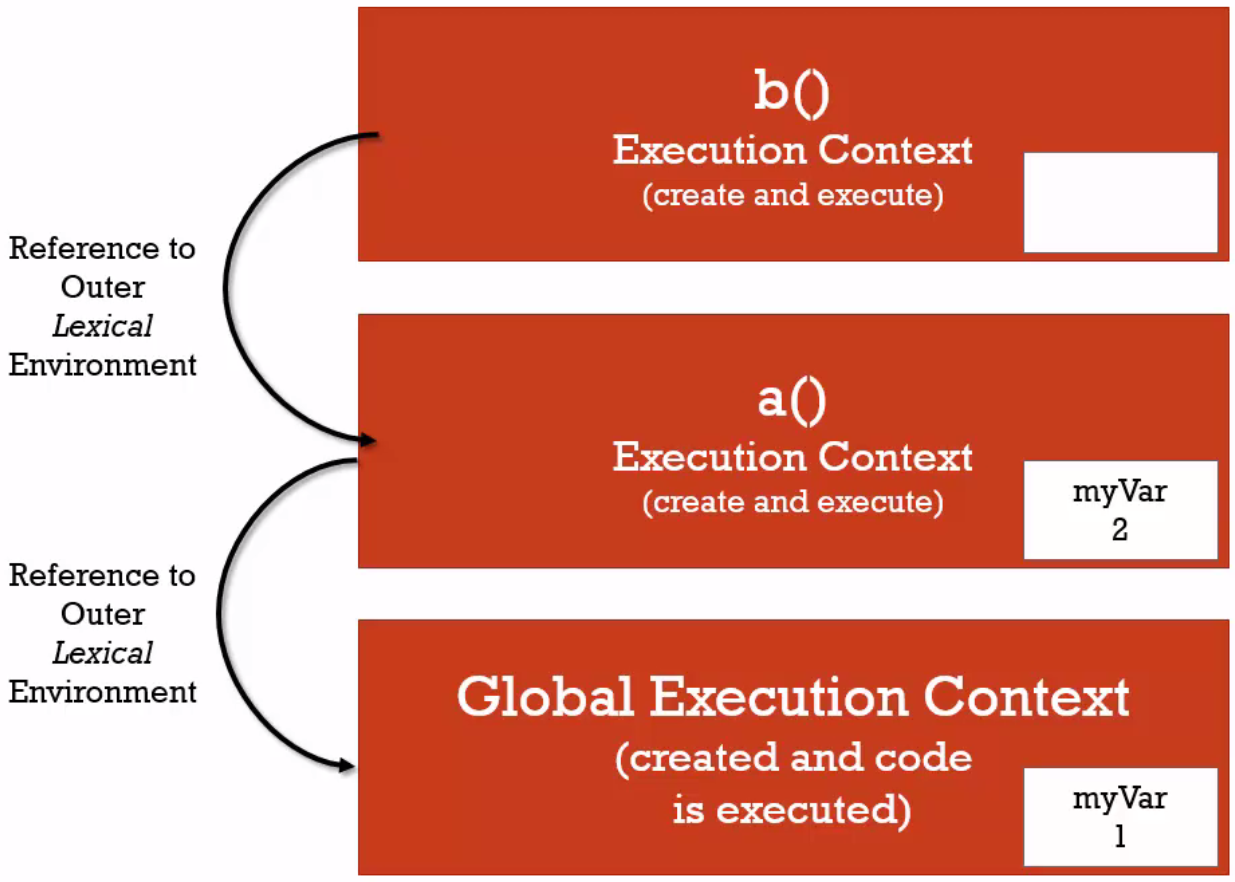 b()
Execution Context
(create and execute)
Reference to
Outer
Lexical
Environment
a()
Execution Context
(create and execute)
myVar
2
Reference to
Outer
Lexical
Environment
Global Execution Context
(created and code
is executed)
myVar
1